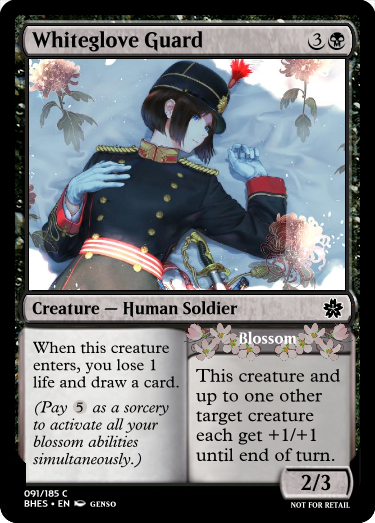 Whiteglove Guard 3
Creature — Human Soldier
When this creature
enters, you lose 1
life and draw a card.
(Pay 5 as a sorcery
to activate all your
blossom abilities
simultaneously.)
Blossom
This creature and
up to one other
target creature
each get +1/+1
until end of turn.
2/3
091/185 C
BHES • EN GENSO
NOT FOR RETAIL